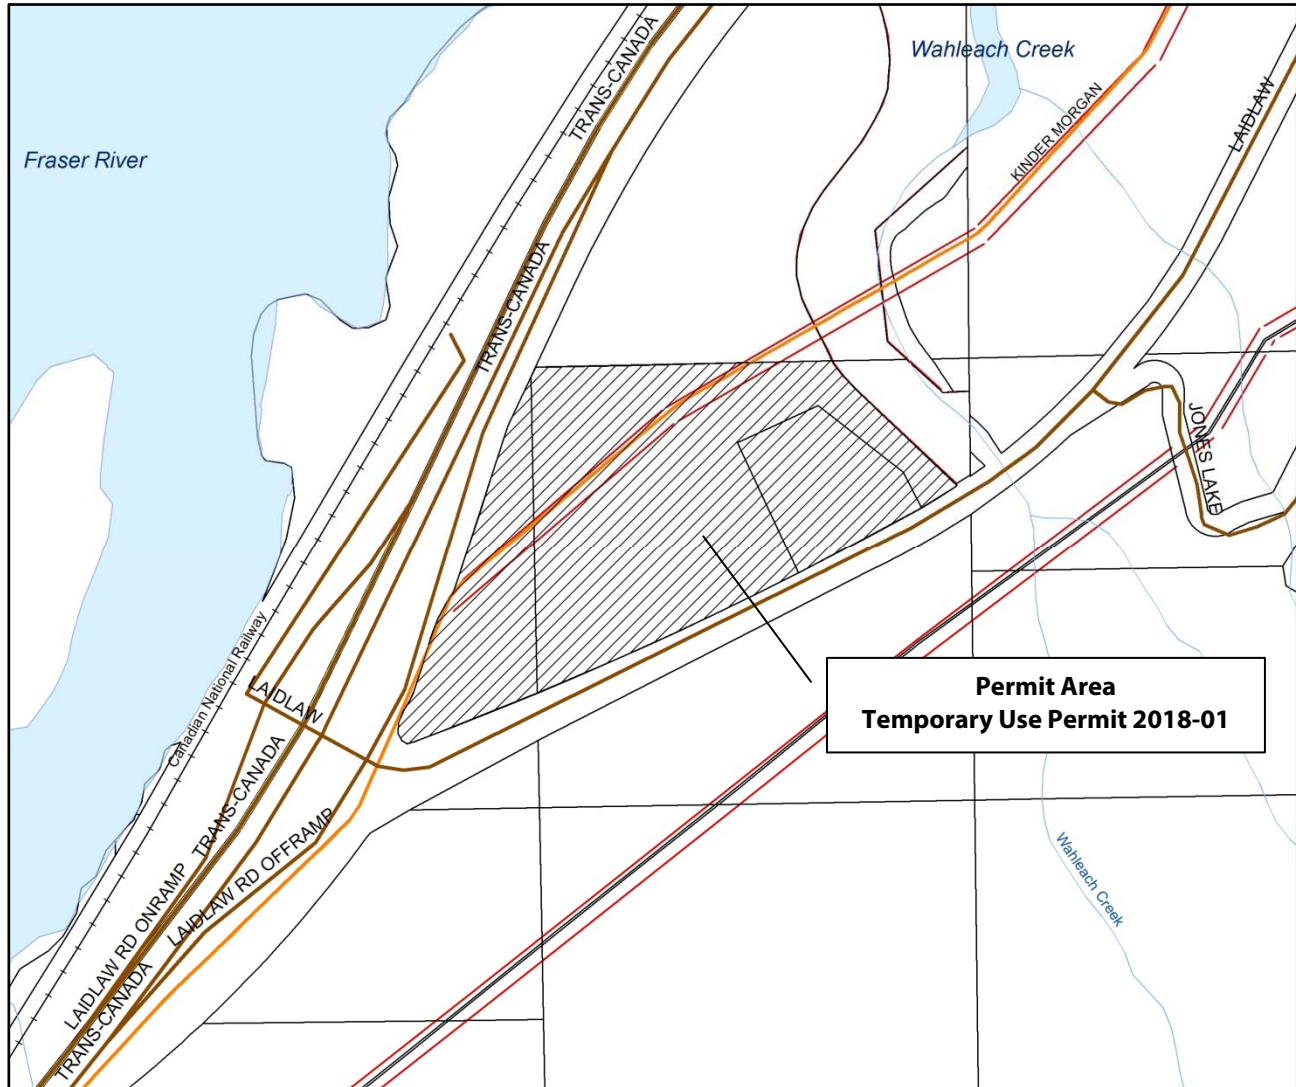 Wahleach Creek
Fraser River
TRANS-CANADA
KINDER MORGAN
LAIDLAW
TRANS-CANADA
JONES LAKE
Canadian National Railway
LAIDLAW
Permit Area
Temporary Use Permit 2018-01
TRANS-CANADA
LAIDLAW RD OFFRAMP
LAIDLAW RD ONRAMP
Wahleach Creek
TRANS-CANADA